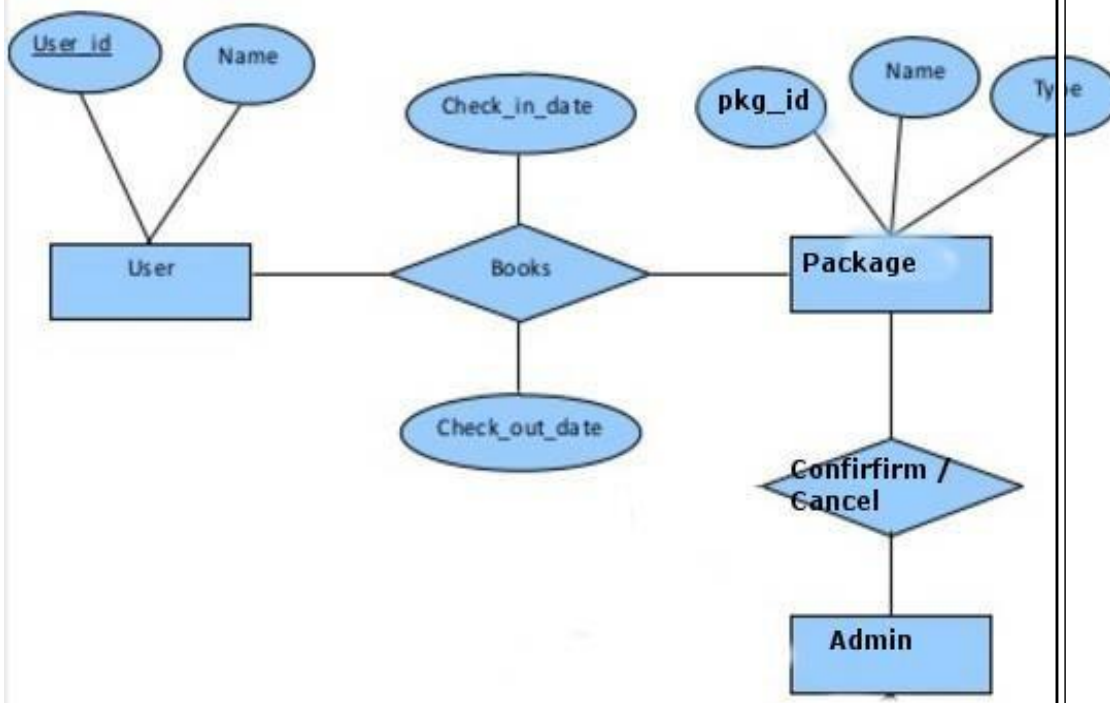 User_id
Name
Check_in_date
pkg_id
Name
Type
User
Books
Package
Check_out_date
Confirfirm /
Cancel
Admin